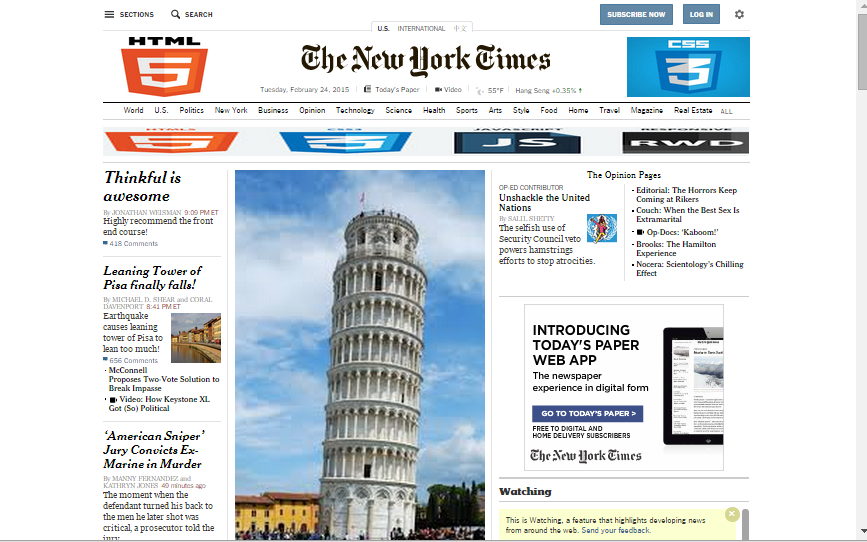 SECTIONS
SEARCH
SUBSCRIBE NOW
LOG IN
U.S.
INTERNATIONAL
中文
HTML
5
The New York Times
CSS
3
Tuesday, February 24, 2015
Today's Paper
Video
55°F
Hang Seng +0.35% ↑
World U.S. Politics New York Business Opinion Technology Science Health Sports Arts Style Food Home Travel Magazine Real Estate ALL
HTML5
CSS3
JAVASCRIPT
JS
RESPONSIVE
RWD
Thinkful is
awesome
By JONATHAN WEISMAN 9:09 PM ET
Highly recommend the front
end course!
418 Comments
Leaning Tower of
Pisa finally falls!
By MICHAEL D. SHEAR and CORAL
DAVENPORT 8:41 PM ET
Earthquake
causes leaning
tower of Pisa to
lean too much!
656 Comments
· McConnell
Proposes Two-Vote Solution to
Break Impasse
· Video: How Keystone XL
Got (So) Political
‘American Sniper’
Jury Convicts Ex-
Marine in Murder
By MANNY FERNANDEZ and
KATHRYN JONES 49 minutes ago
The moment when the
defendant turned his back to
the men he later shot was
critical, a prosecutor told the
jury.
The Opinion Pages
OP-ED CONTRIBUTOR
Unshackle the United
Nations
By SALIL SHETTY
The selfish use of
Security Council veto
powers hamstrings
efforts to stop atrocities.
• Editorial: The Horrors Keep
Coming at Rikers
• Couch: When the Best Sex Is
Extramarital
• Op-Docs: ‘Kaboom!’
• Brooks: The Hamilton
Experience
• Nocera: Scientology's Chilling
Effect
INTRODUCING
TODAY'S PAPER
WEB APP
The newspaper
experience in digital form
GO TO TODAY'S PAPER >
FREE TO DIGITAL AND
HOME DELIVERY SUBSCRIBERS
The New York Times
Watching
This is Watching, a feature that highlights developing news
from around the web. Send your feedback.